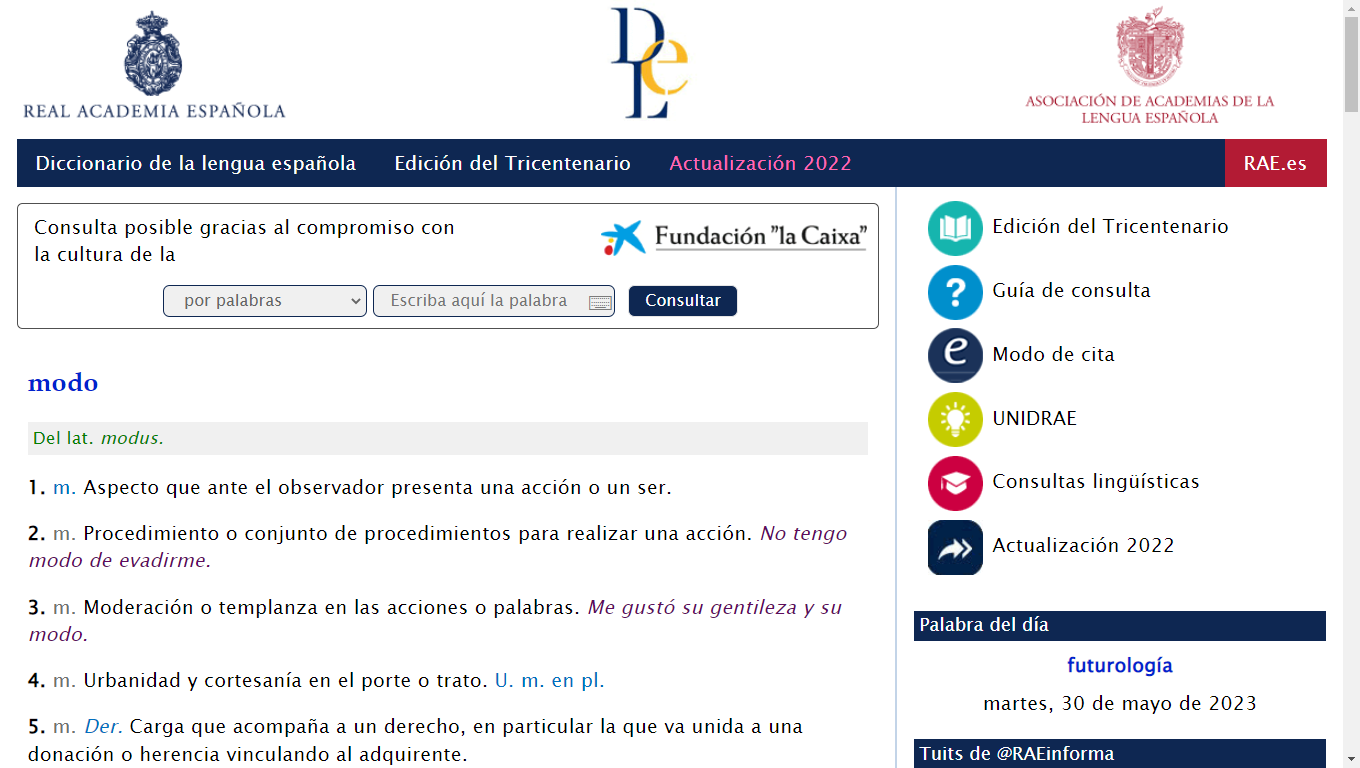 REAL ACADEMIA ESPAÑOLA
DLe
ASOCIACIÓN DE ACADEMIAS DE LA
LENGUA ESPAÑOLA
Diccionario de la lengua española Edición del Tricentenario Actualización 2022 RAE.es
Consulta posible gracias al compromiso con
la cultura de la
Fundación "la Caixa"
por palabras Escriba aquí la palabra Consultar
modo
Del lat. modus.
1. m. Aspecto que ante el observador presenta una acción o un ser.
2. m. Procedimiento o conjunto de procedimientos para realizar una acción. No tengo
modo de evadirme.
3. m. Moderación o templanza en las acciones o palabras. Me gustó su gentileza y su
modo.
4. m. Urbanidad y cortesanía en el porte o trato. U. m. en pl.
5. m. Der. Carga que acompaña a un derecho, en particular la que va unida a una
donación o herencia vinculando al adquirente.
Edición del Tricentenario
? Guía de consulta
e Modo de cita
UNIDRAE
Consultas lingüísticas
Actualización 2022
Palabra del día
futurología
martes, 30 de mayo de 2023
Tuits de @RAEinforma